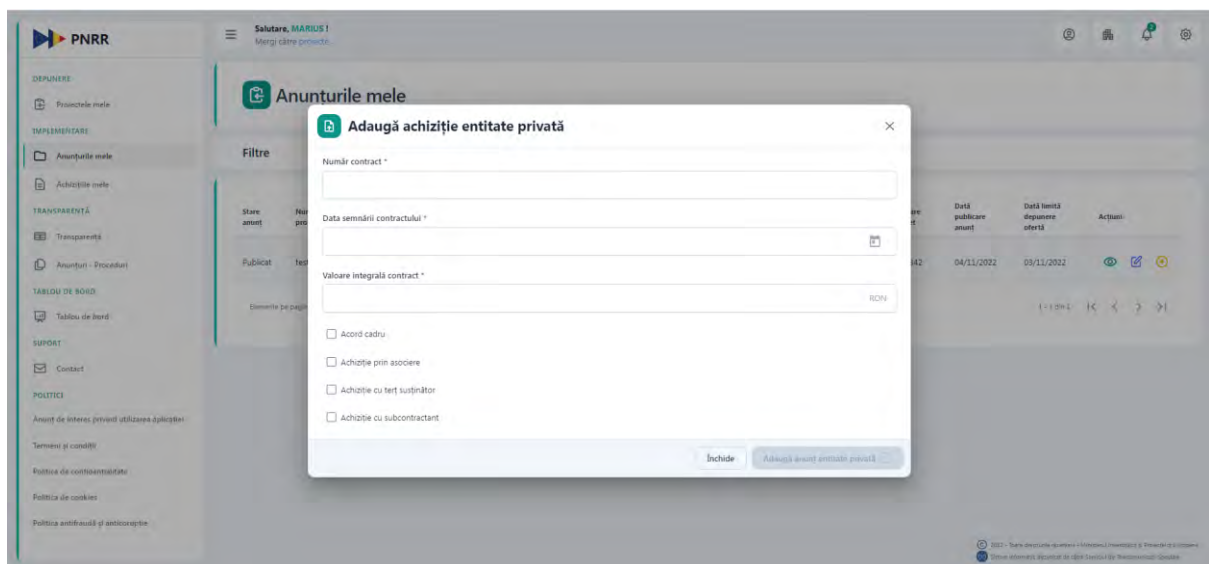 PNRR
Salutare, MARIUS !
Mergi către proiecte
2
DEPUNERE
Proiectele mele
IMPLEMENTARE
Anunțurile mele
Achizițiile mele
TRANSPARENȚĂ
Transparență
Anunțuri - Proceduri
TABLOU DE BORD
Tablou de bord
SUPORT
Contact
POLITICI
Anunț de interes privind utilizarea aplicației
Termeni și condiții
Politica de confidențialitate
Politica de cookies
Politica antifraudă și anticorupție
Anunțurile mele
Filtre
Stare anunț
Dată publicare anunț
Dată limită depunere ofertă
Acțiuni
Publicat
04/11/2022
03/11/2022
Elemente pe
Adaugă achiziție entitate privată
Număr contract *
Data semnării contractului *
Valoare integrală contract *
RON
Acord cadru
Achiziție prin asociere
Achiziție cu terț susținător
Achiziție cu subcontractant
Închide
Adaugă anunț entitate privată